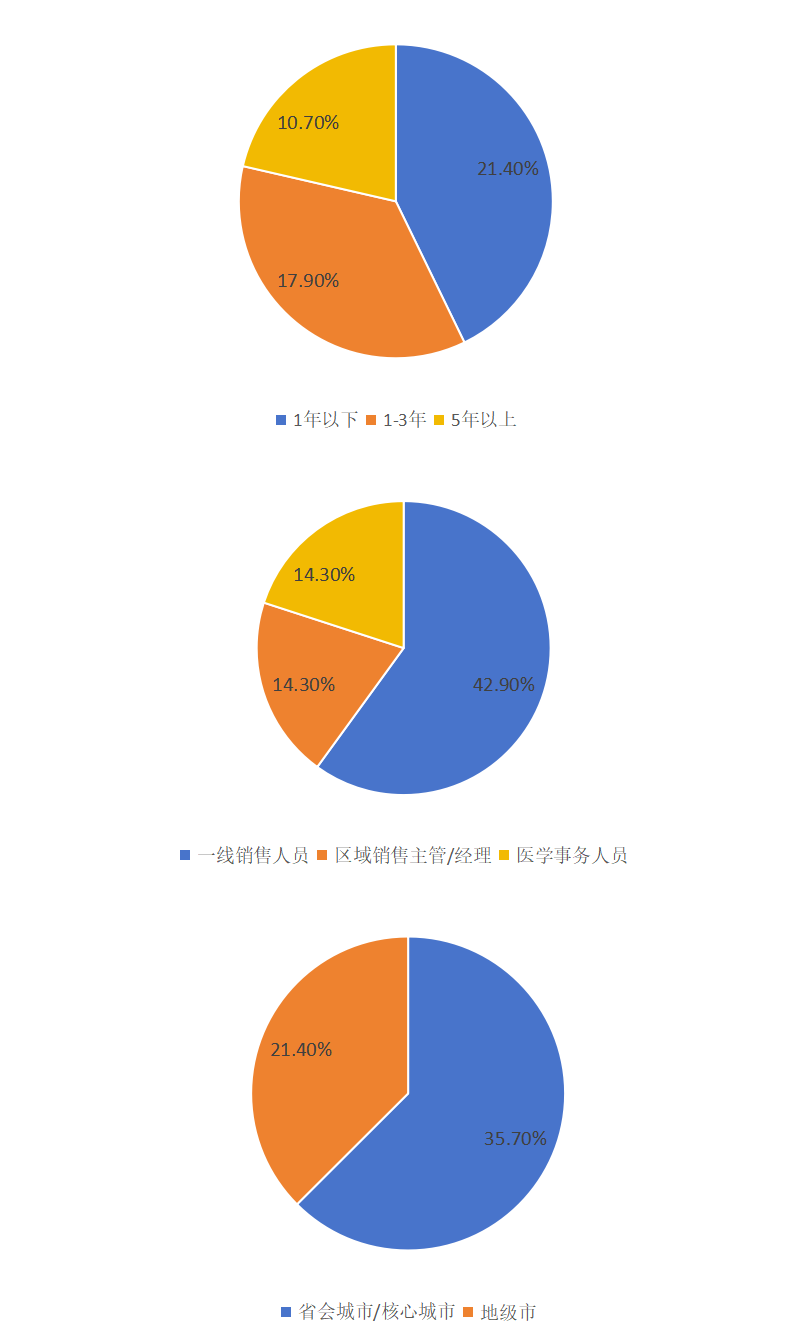 10.70%
21.40%
17.90%
1年以下 1-3年 5年以上
14.30%
14.30%
42.90%
一线销售人员 区域销售主管/经理 医学事务人员
21.40%
35.70%
省会城市/核心城市 地级市